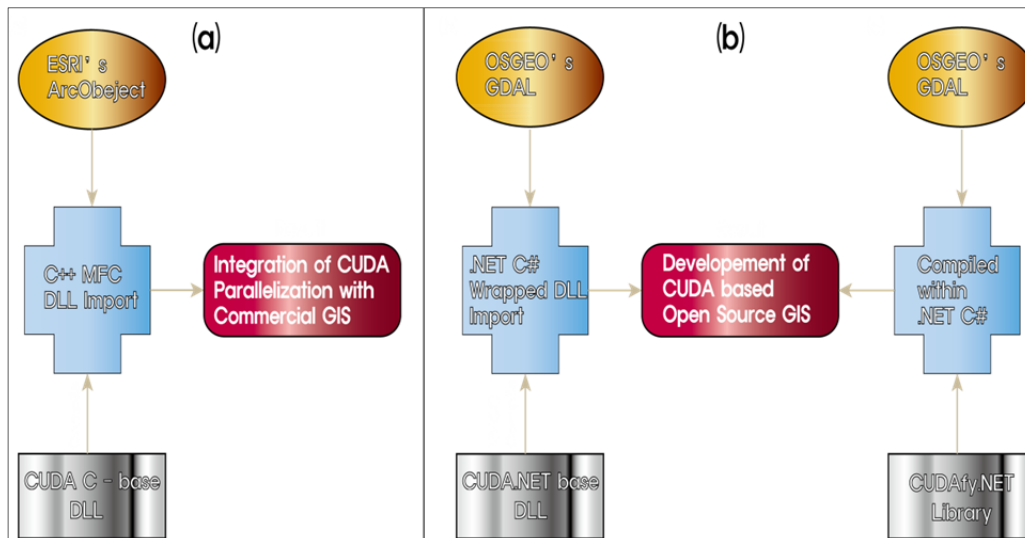 (a)
ESRI's
ArcObeject
C++ MFC
DLL Import
Integration of CUDA
Parallelization with
Commercial GIS
CUDA C - base
DLL
(b)
OSGEO's
GDAL
.NET C#
Wrapped DLL
Import
CUDA.NET base
DLL
Developement of
CUDA based
Open Source GIS
OSGEO's
GDAL
Compiled
within
.NET C#
CUDAfy.NET
Library